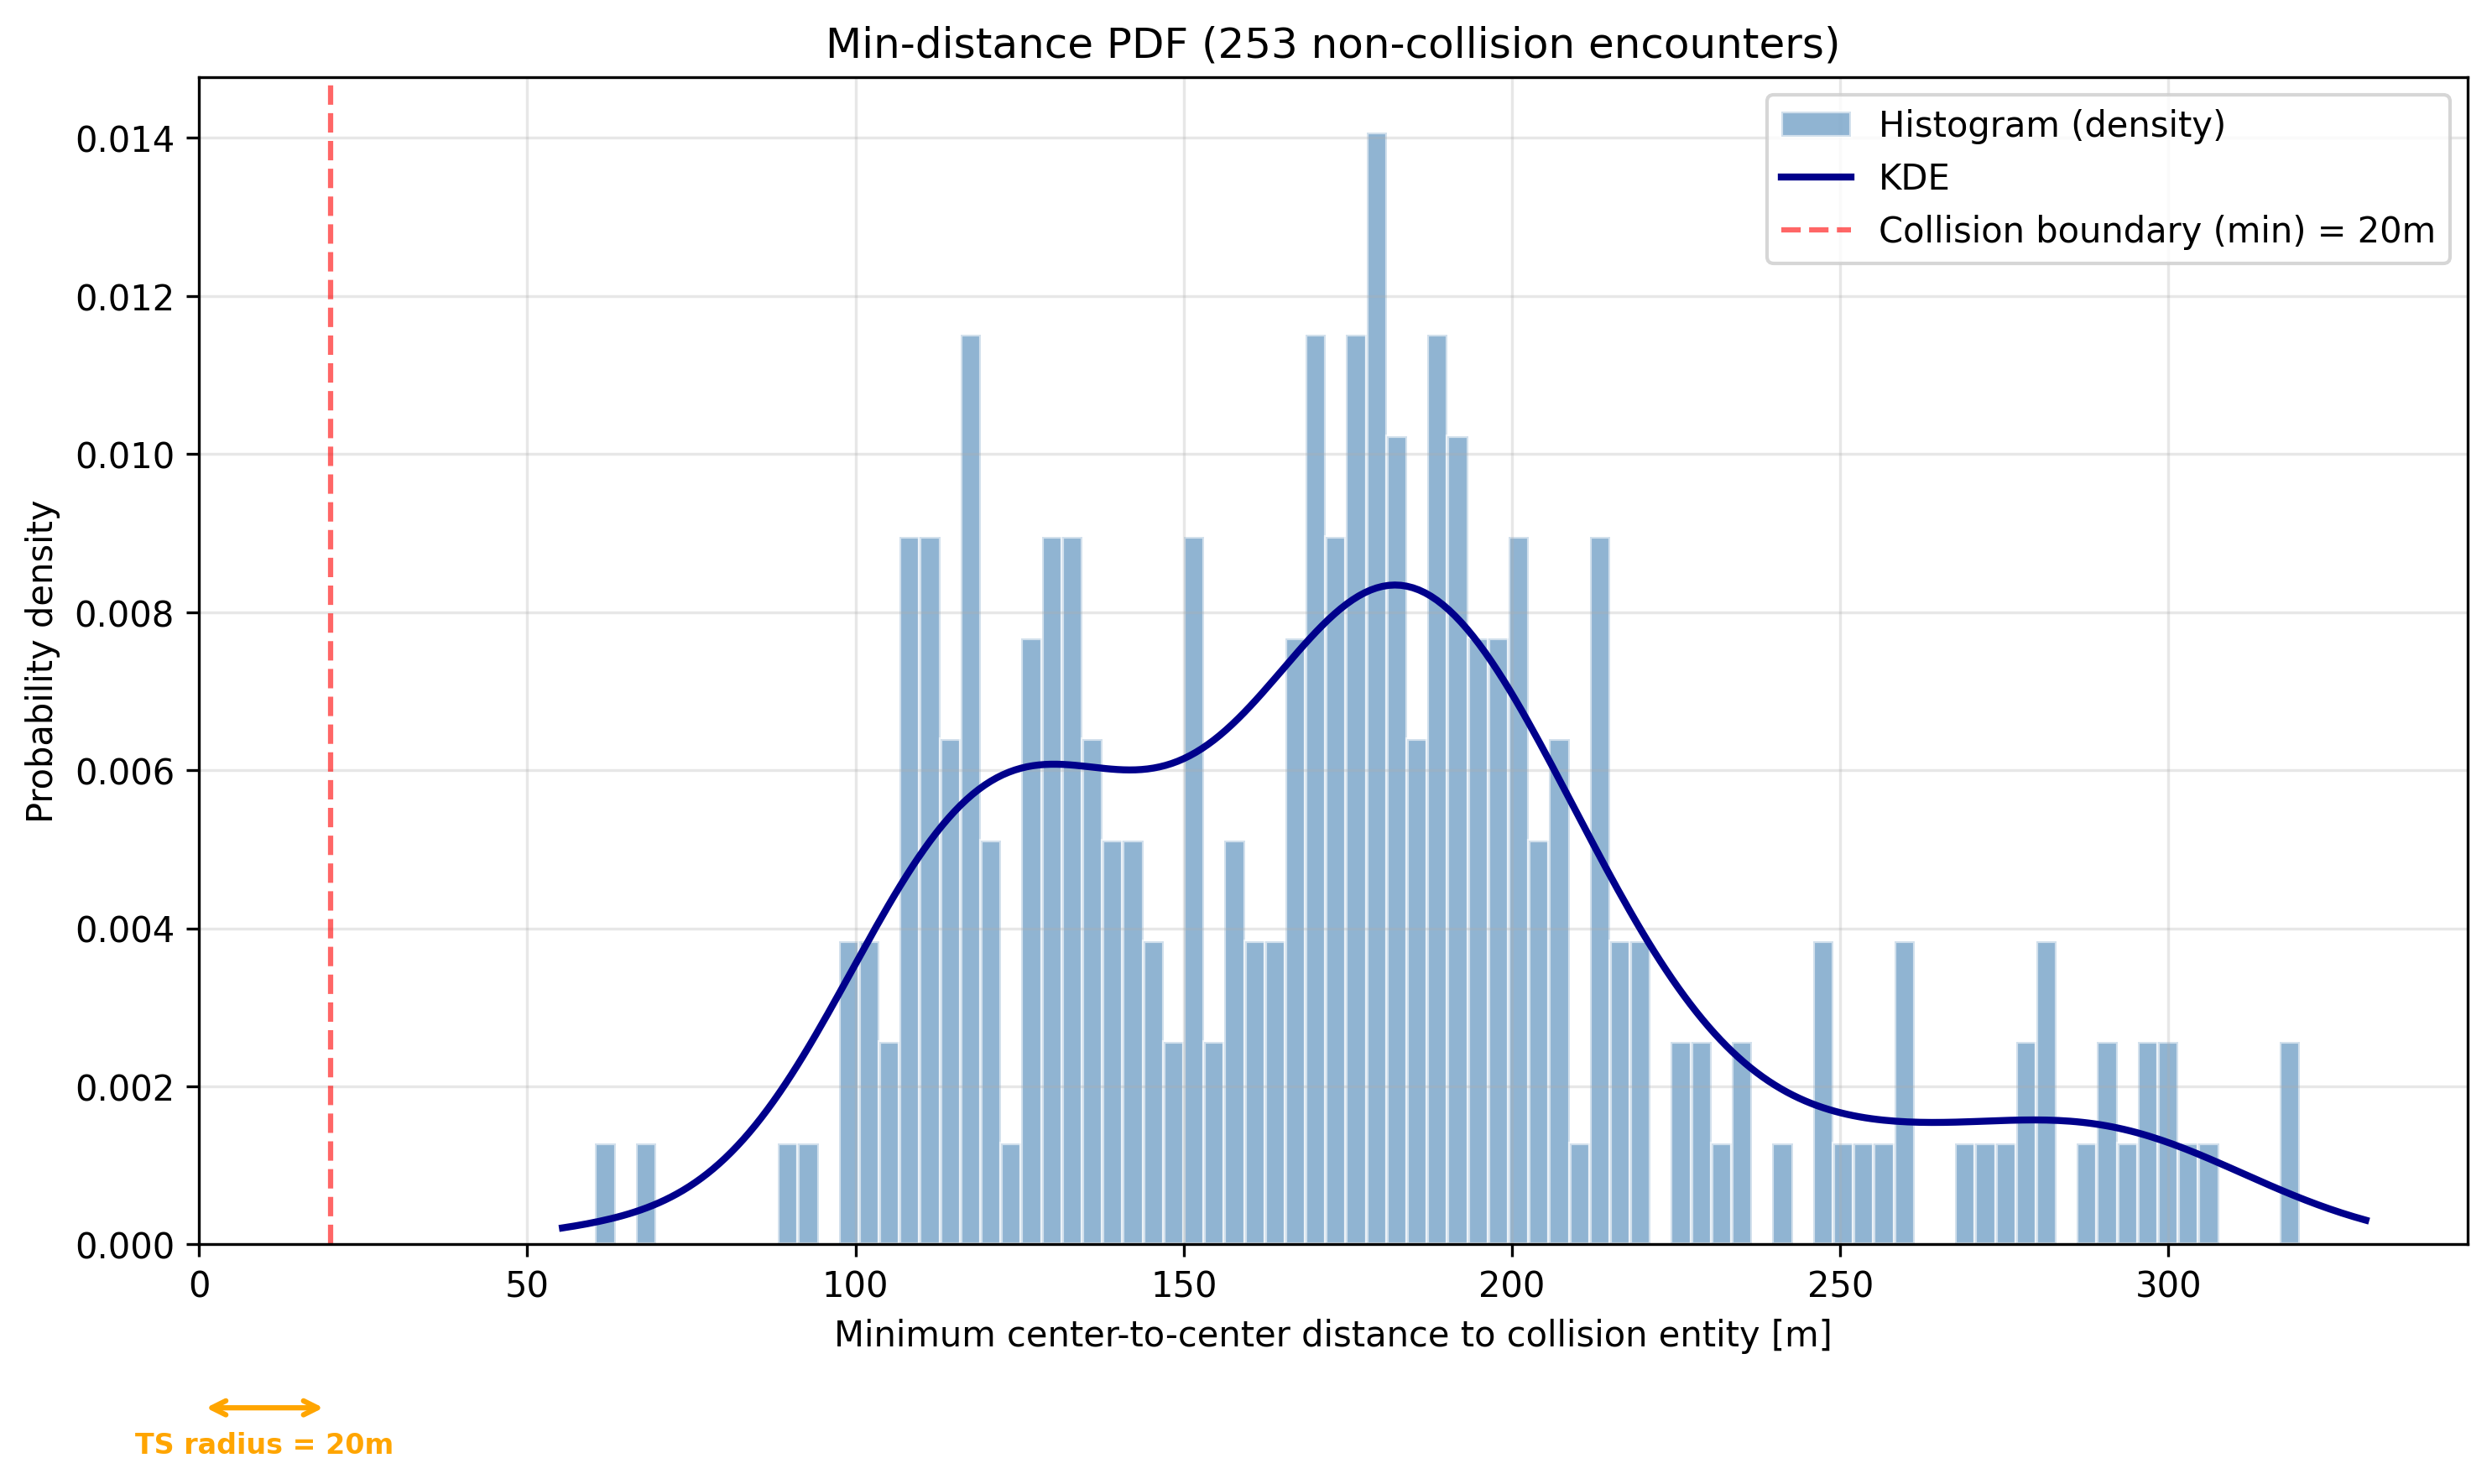 Min-distance PDF (253 non-collision encounters)
Histogram (density)
KDE
Collision boundary (min) = 20m
Probability density
0.014
0.012
0.010
0.008
0.006
0.004
0.002
0.000
0 50 100 150 200 250 300
Minimum center-to-center distance to collision entity [m]
TS radius = 20m